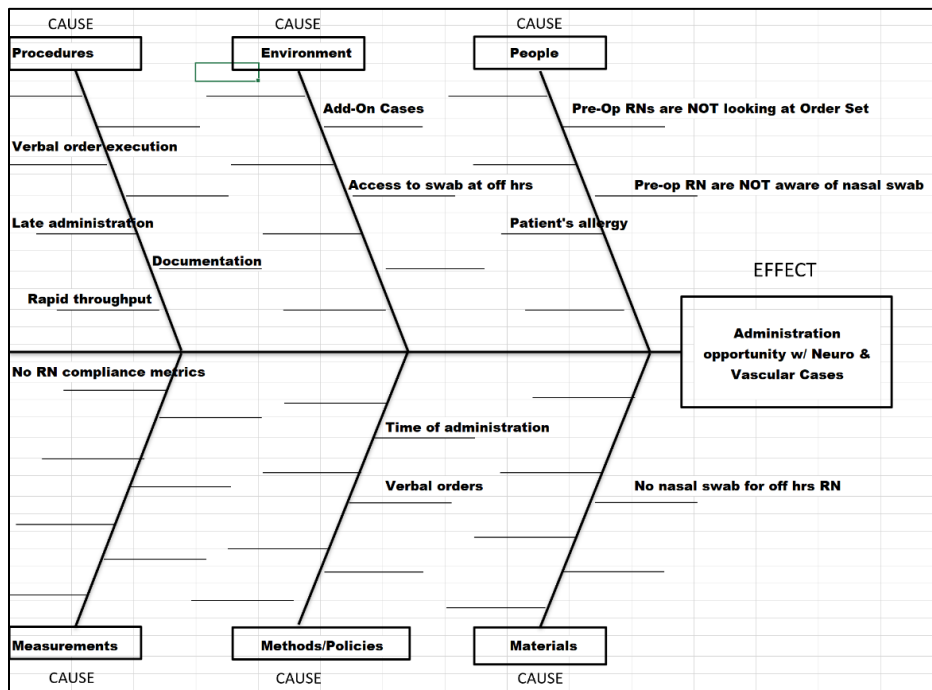 CAUSE
CAUSE
CAUSE
Procedures
Environment
People
Add-On Cases
Pre-Op RNs are NOT looking at Order Set
Verbal order execution
Access to swab at off hrs
Pre-op RN are NOT aware of nasal swab
Late administration
Patient's allergy
Documentation
EFFECT
Rapid throughput
Administration
opportunity w/ Neuro &
Vascular Cases
No RN compliance metrics
Time of administration
Verbal orders
No nasal swab for off hrs RN
Measurements
Methods/Policies
Materials
CAUSE
CAUSE
CAUSE